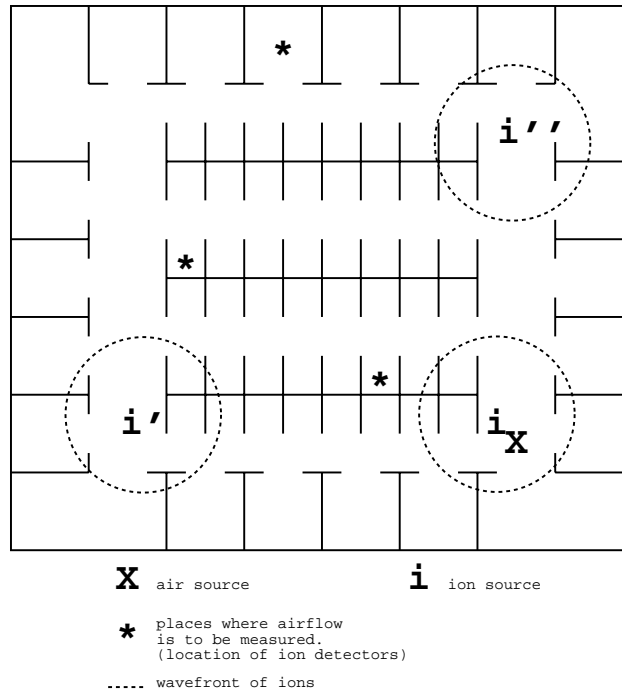 *
i’’
*
*
i’
i
X
X air source
i ion source
* places where airflow
is to be measured.
(location of ion detectors)
wavefront of ions